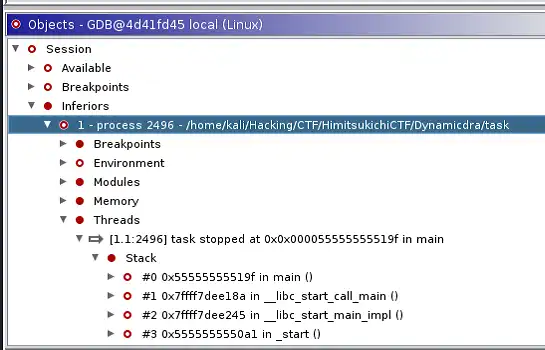 Objects - GDB@4d41fd45 local (Linux)
Session
Available
Breakpoints
Inferiors
1 - process 2496 - /home/kali/Hacking/CTF/HimitsukichiCTF/Dynamicdra/task
Breakpoints
Environment
Modules
Memory
Threads
[1.1:2496] task stopped at 0x0x000055555555519f in main
Stack
#0 0x55555555519f in main ()
#1 0x7ffff7dee18a in __libc_start_call_main ()
#2 0x7ffff7dee245 in __libc_start_main_impl ()
#3 0x5555555550a1 in _start ()